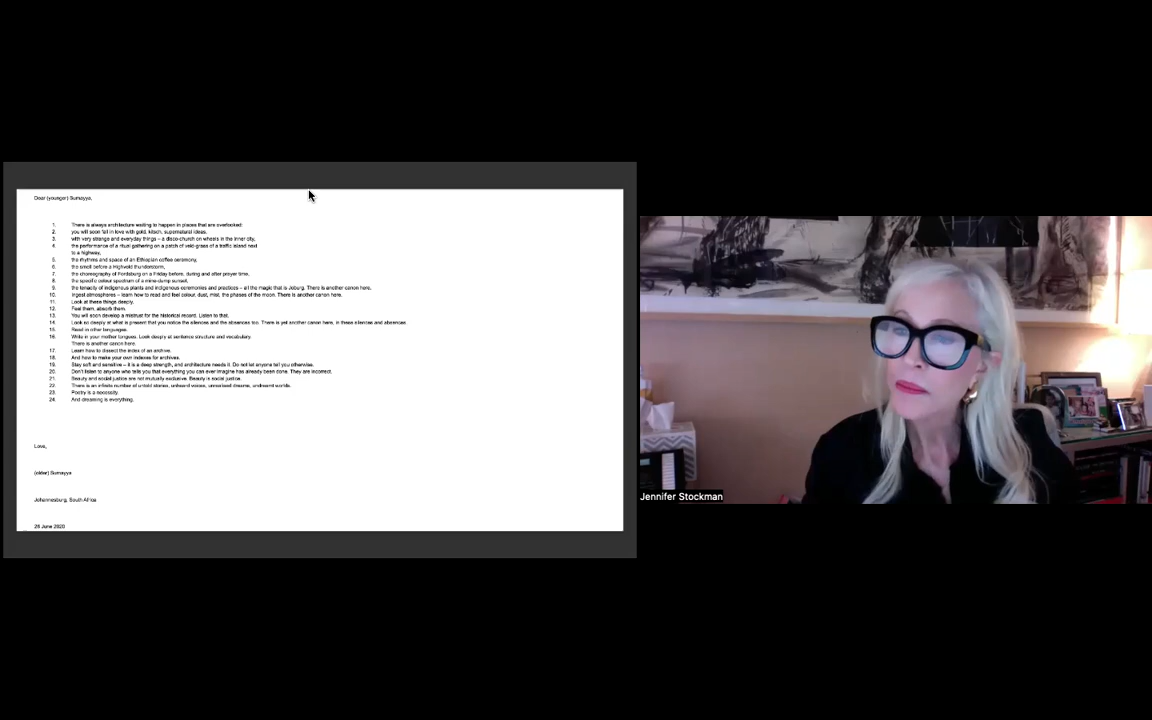 Dear (younger) Sumayya,
1. There is always architecture waiting to happen in places that are overlooked:
2. you will soon fall in love with gold, kitsch, supernatural ideas,
3. with very strange and everyday things – a disco-church on wheels in the inner city,
4. the performance of a ritual gathering on a patch of veld grass of a traffic island next
to a highway,
5. the rhythms and space of an Ethiopian coffee ceremony,
6. the smell before a Highveld thunderstorm,
7. the choreography of Fordsburg on a Friday before, during and after prayer time.
8. the specific colour spectrum of a mine-dump sunset,
9. the tenacity of indigenous plants and indigenous ceremonies and practices – all the magic that is Joburg. There is another canon here.
10. Ingest atmospheres – learn how to read and feel colour, dust, mist, the phases of the moon. There is another canon here.
11. Look at these things deeply.
12. Feel them, absorb them.
13. You will soon develop a mistrust for the historical record. Listen to that.
14. Look so deeply at what is present that you notice the silences and the absences too. There is yet another canon here, in these silences and absences.
15. Read in other languages.
16. Write in your mother tongues. Look deeply at sentence structure and vocabulary.
There is another canon here.
17. Learn how to dissect the index of an archive.
18. And how to make your own indexes for archives.
19. Stay soft and sensitive – it is a deep strength, and architecture needs it. Do not let anyone tell you otherwise.
20. Don't listen to anyone who tells you that everything you can ever imagine has already been done. They are incorrect.
21. Beauty and social justice are not mutually exclusive. Beauty is social justice.
22. There is an infinite number of untold stories, unheard voices, unrealised dreams, undreamt worlds.
23. Poetry is a necessity.
24. And dreaming is everything.
Love,
(older) Sumayya
Johannesburg, South Africa
26 June 2020
Jennifer Stockman